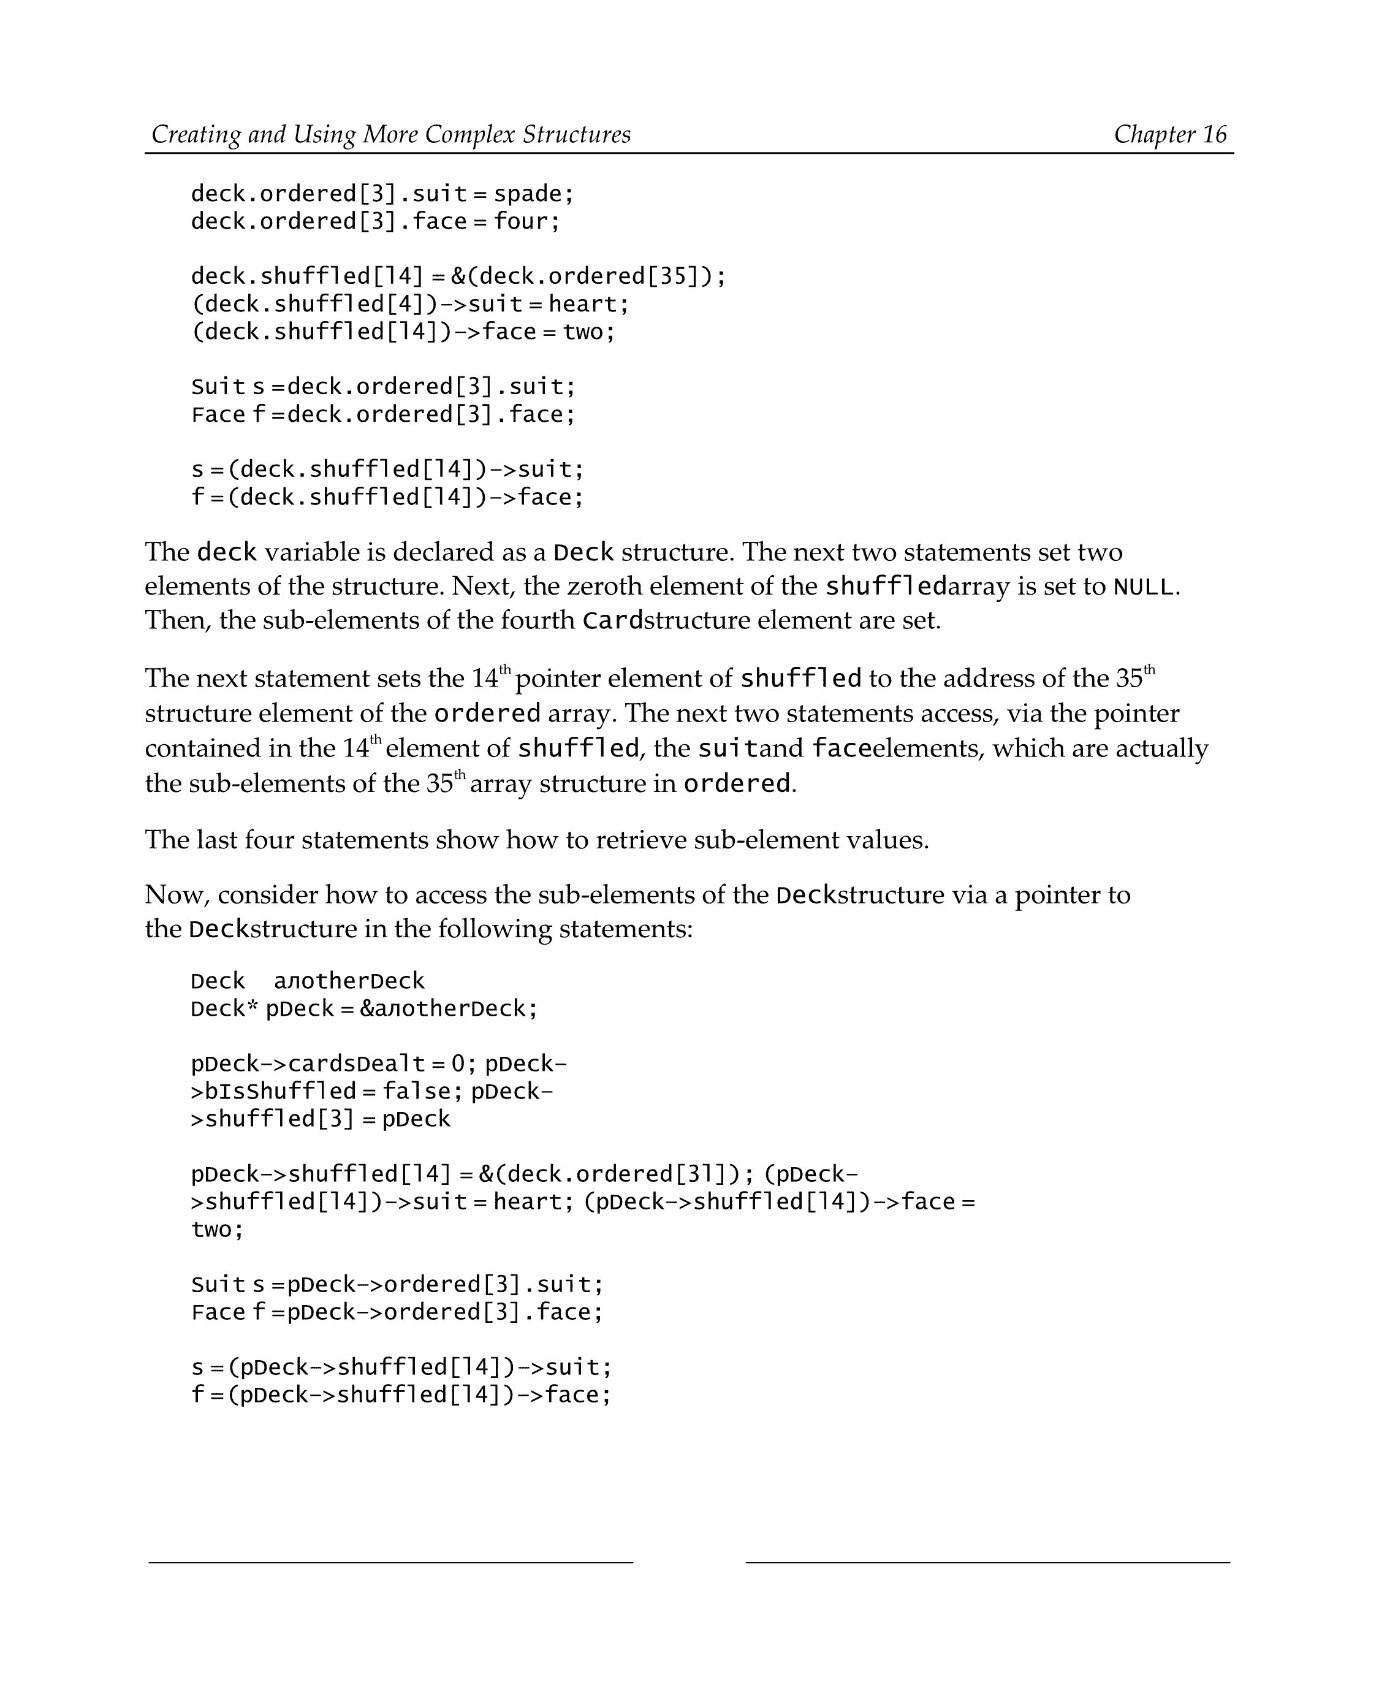 Creating and Using More Complex Structures Chapter 16
deck.ordered[3].suit = spade;
deck.ordered[3].face = four;
deck.shuffled[14] = &(deck.ordered[35]);
(deck.shuffled[4])->suit = heart;
(deck.shuffled[14])->face = two;
Suit s =deck.ordered[3].suit;
Face f =deck.ordered[3].face;
s = (deck.shuffled[14])->suit;
f = (deck.shuffled[14])->face;
The deck variable is declared as a Deck structure. The next two statements set two
elements of the structure. Next, the zeroth element of the shuffledarray is set to NULL.
Then, the sub-elements of the fourth Cardstructure element are set.
The next statement sets the 14th pointer element of shuffled to the address of the 35th
structure element of the ordered array. The next two statements access, via the pointer
contained in the 14th element of shuffled, the suitand faceelements, which are actually
the sub-elements of the 35th array structure in ordered.
The last four statements show how to retrieve sub-element values.
Now, consider how to access the sub-elements of the Deckstructure via a pointer to
the Deckstructure in the following statements:
Deck aлotherDeck
Deck* pDeck = &aлotherDeck;
pDeck->cardsDealt = 0; pDeck-
>bIsShuffled = false; pDeck-
>shuffled[3] = pDeck
pDeck->shuffled[14] = &(deck.ordered[31]); (pDeck-
>shuffled[14])->suit = heart; (pDeck->shuffled[14])->face =
two;
Suit s =pDeck->ordered[3].suit;
Face f =pDeck->ordered[3].face;
s = (pDeck->shuffled[14])->suit;
f = (pDeck->shuffled[14])->face;